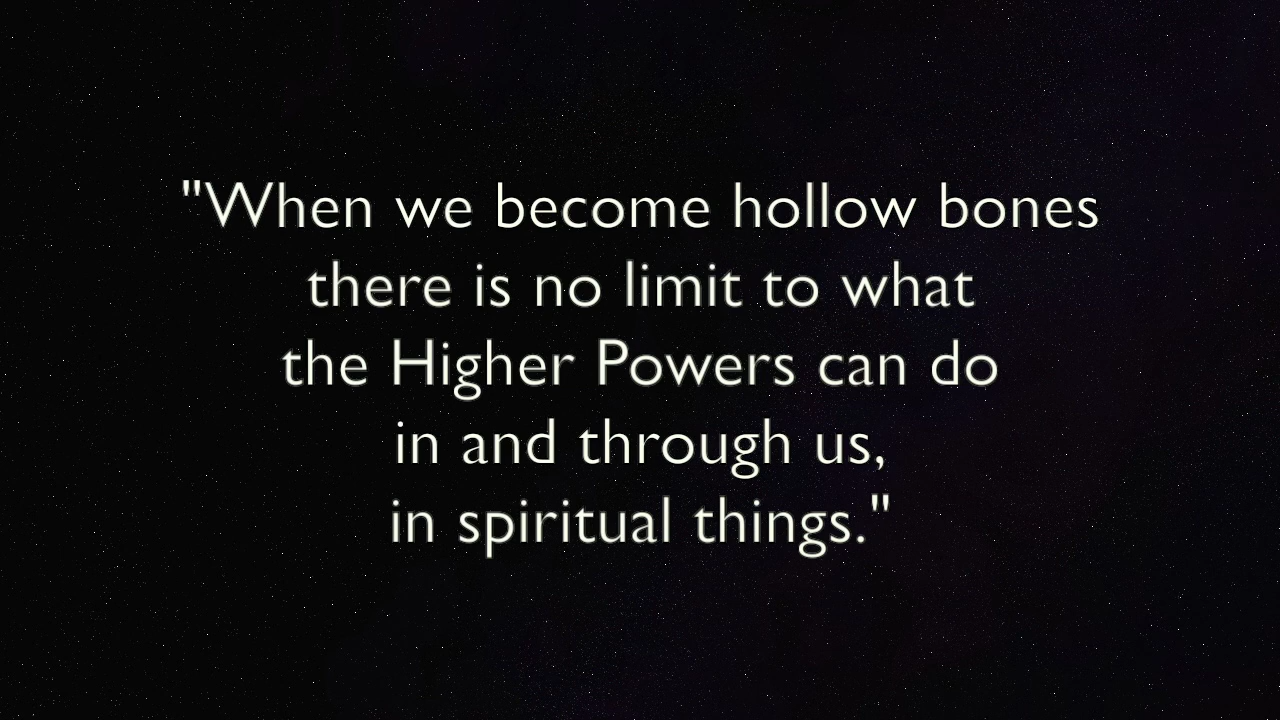 "When we become hollow bones
there is no limit to what
the Higher Powers can do
in and through us,
in spiritual things."